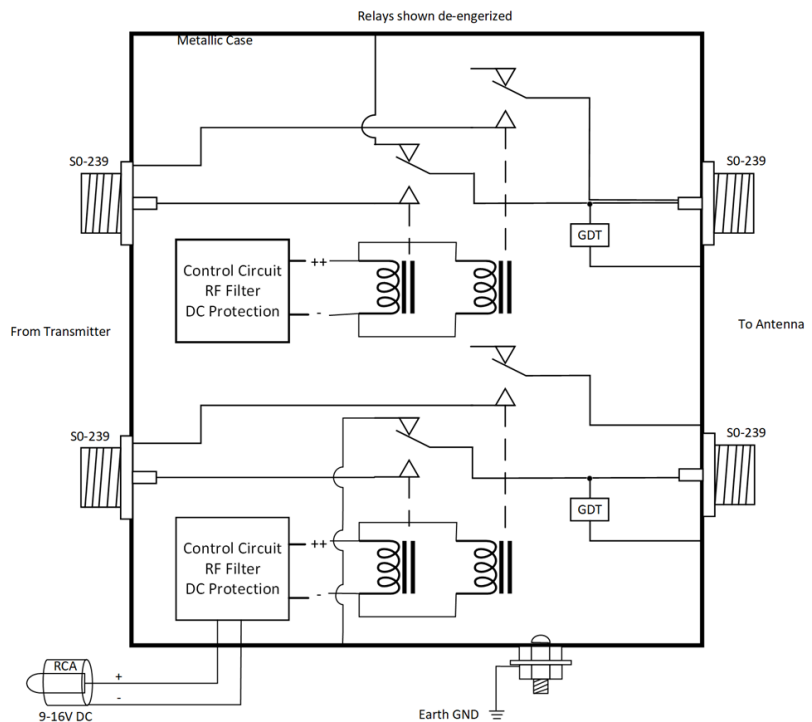 Relays shown de-engerized
Metallic Case
S0-239
S0-239
GDT
Control Circuit
RF Filter
DC Protection
++
-
From Transmitter
To Antenna
S0-239
S0-239
GDT
Control Circuit
RF Filter
DC Protection
++
-
RCA
+
-
9-16V DC
Earth GND